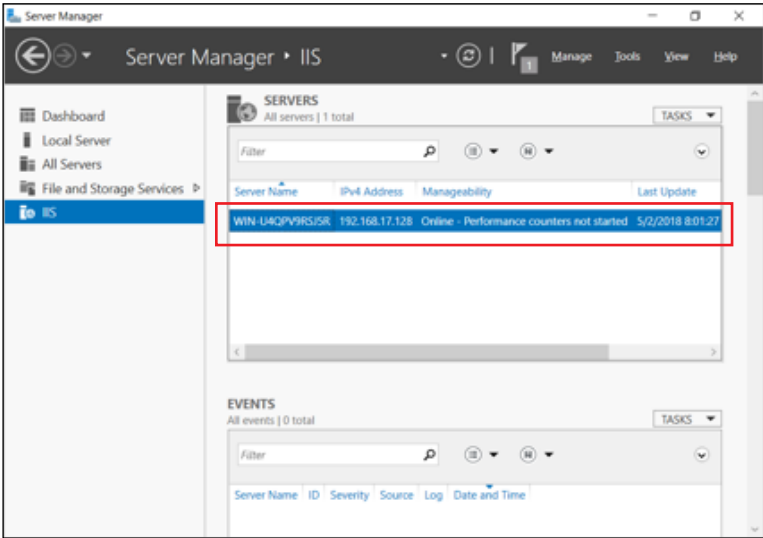 Server Manager
Server Manager • IIS
1
Manage Tools View Help
Dashboard
Local Server
All Servers
File and Storage Services
IIS
SERVERS
All servers | 1 total
TASKS
Filter
Server Name IPv4 Address Manageability Last Update
WIN-U4QPV9RSJ5R 192.168.17.128 Online - Performance counters not started 5/2/2018 8:01:27
EVENTS
All events | 0 total
TASKS
Filter
Server Name ID Severity Source Log Date and Time